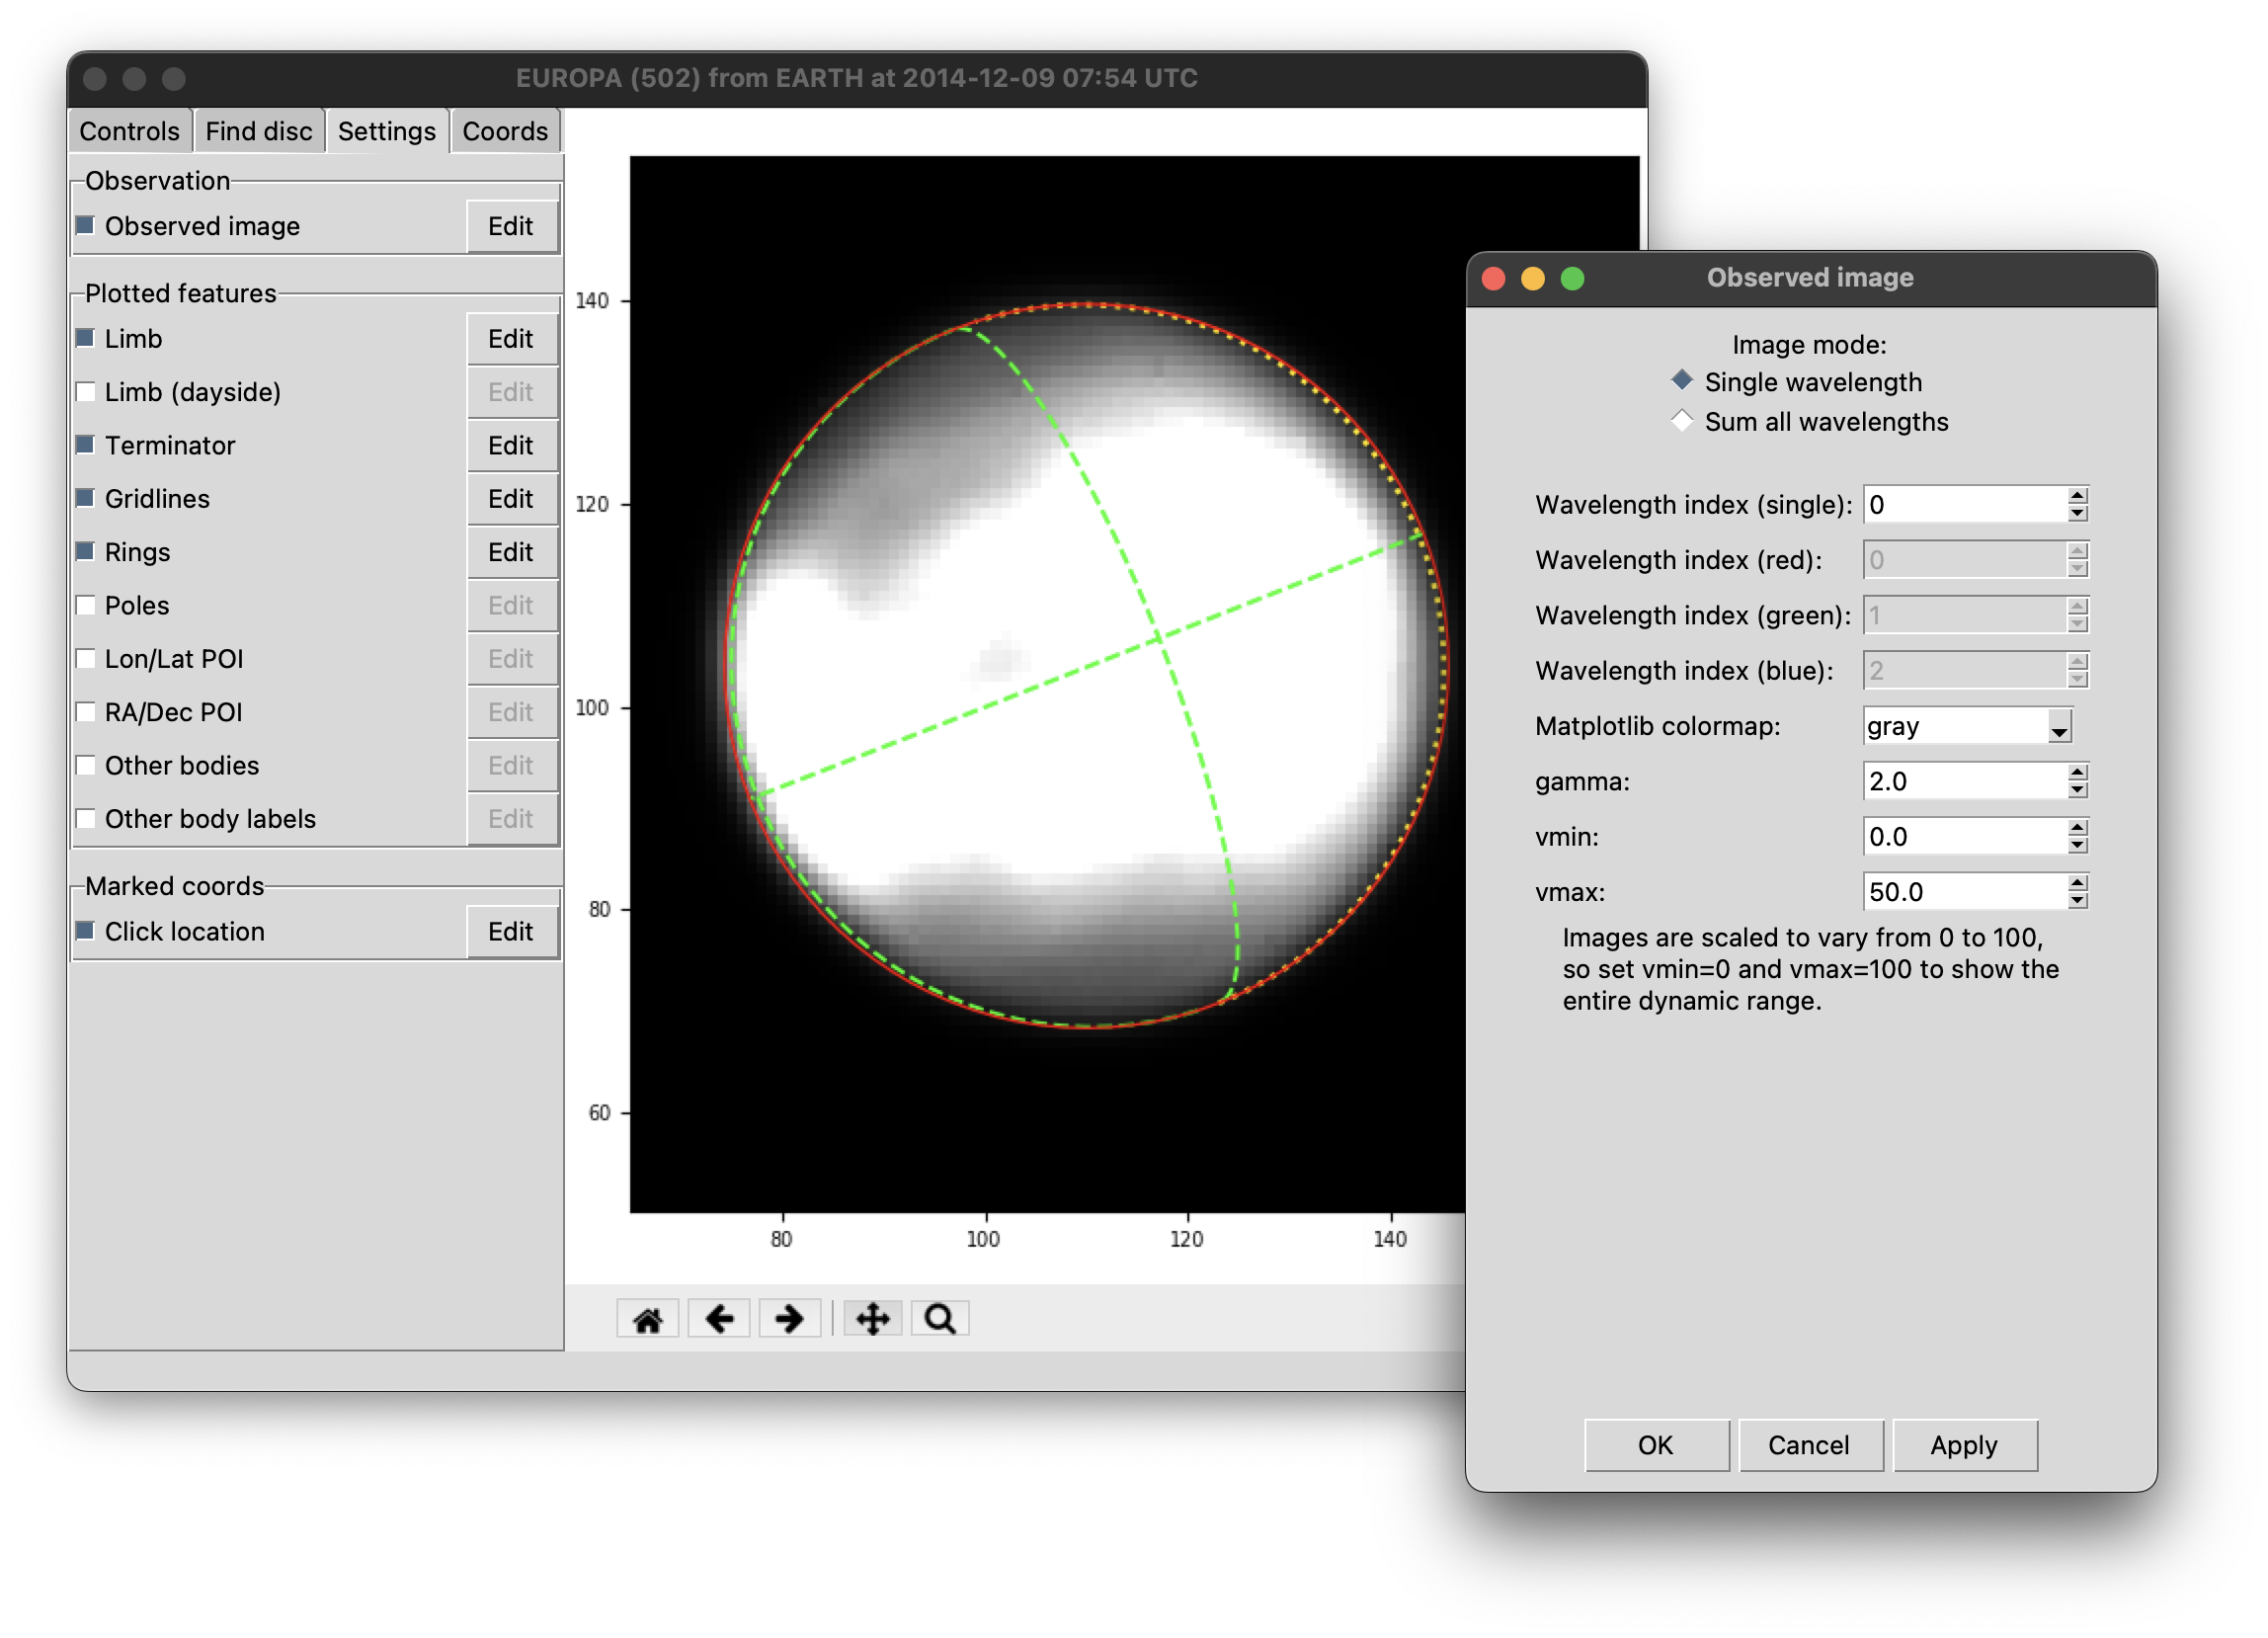 EUROPA (502) from EARTH at 2014-12-09 07:54 UTC
Controls Find disc Settings Coords
Observation
Observed image Edit
Plotted features
Limb Edit
Limb (dayside) Edit
Terminator Edit
Gridlines Edit
Rings Edit
Poles Edit
Lon/Lat POI Edit
RA/Dec POI Edit
Other bodies Edit
Other body labels Edit
Marked coords
Click location Edit
140
120
100
80
60
80 100 120 140
Observed image
Image mode:
Single wavelength
Sum all wavelengths
Wavelength index (single): 0
Wavelength index (red): 0
Wavelength index (green): 1
Wavelength index (blue): 2
Matplotlib colormap: gray
gamma: 2.0
vmin: 0.0
vmax: 50.0
Images are scaled to vary from 0 to 100,
so set vmin=0 and vmax=100 to show the
entire dynamic range.
OK Cancel Apply